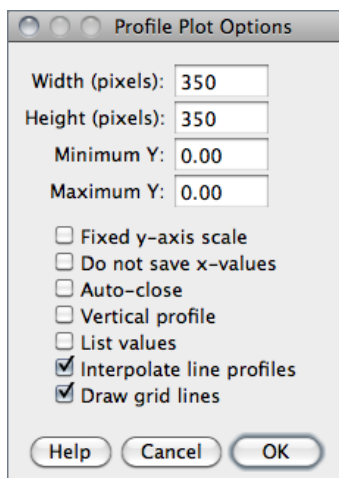 Profile Plot Options
Width (pixels): 350
Height (pixels): 350
Minimum Y: 0.00
Maximum Y: 0.00
Fixed y-axis scale
Do not save x-values
Auto-close
Vertical profile
List values
Interpolate line profiles
Draw grid lines
Help Cancel OK